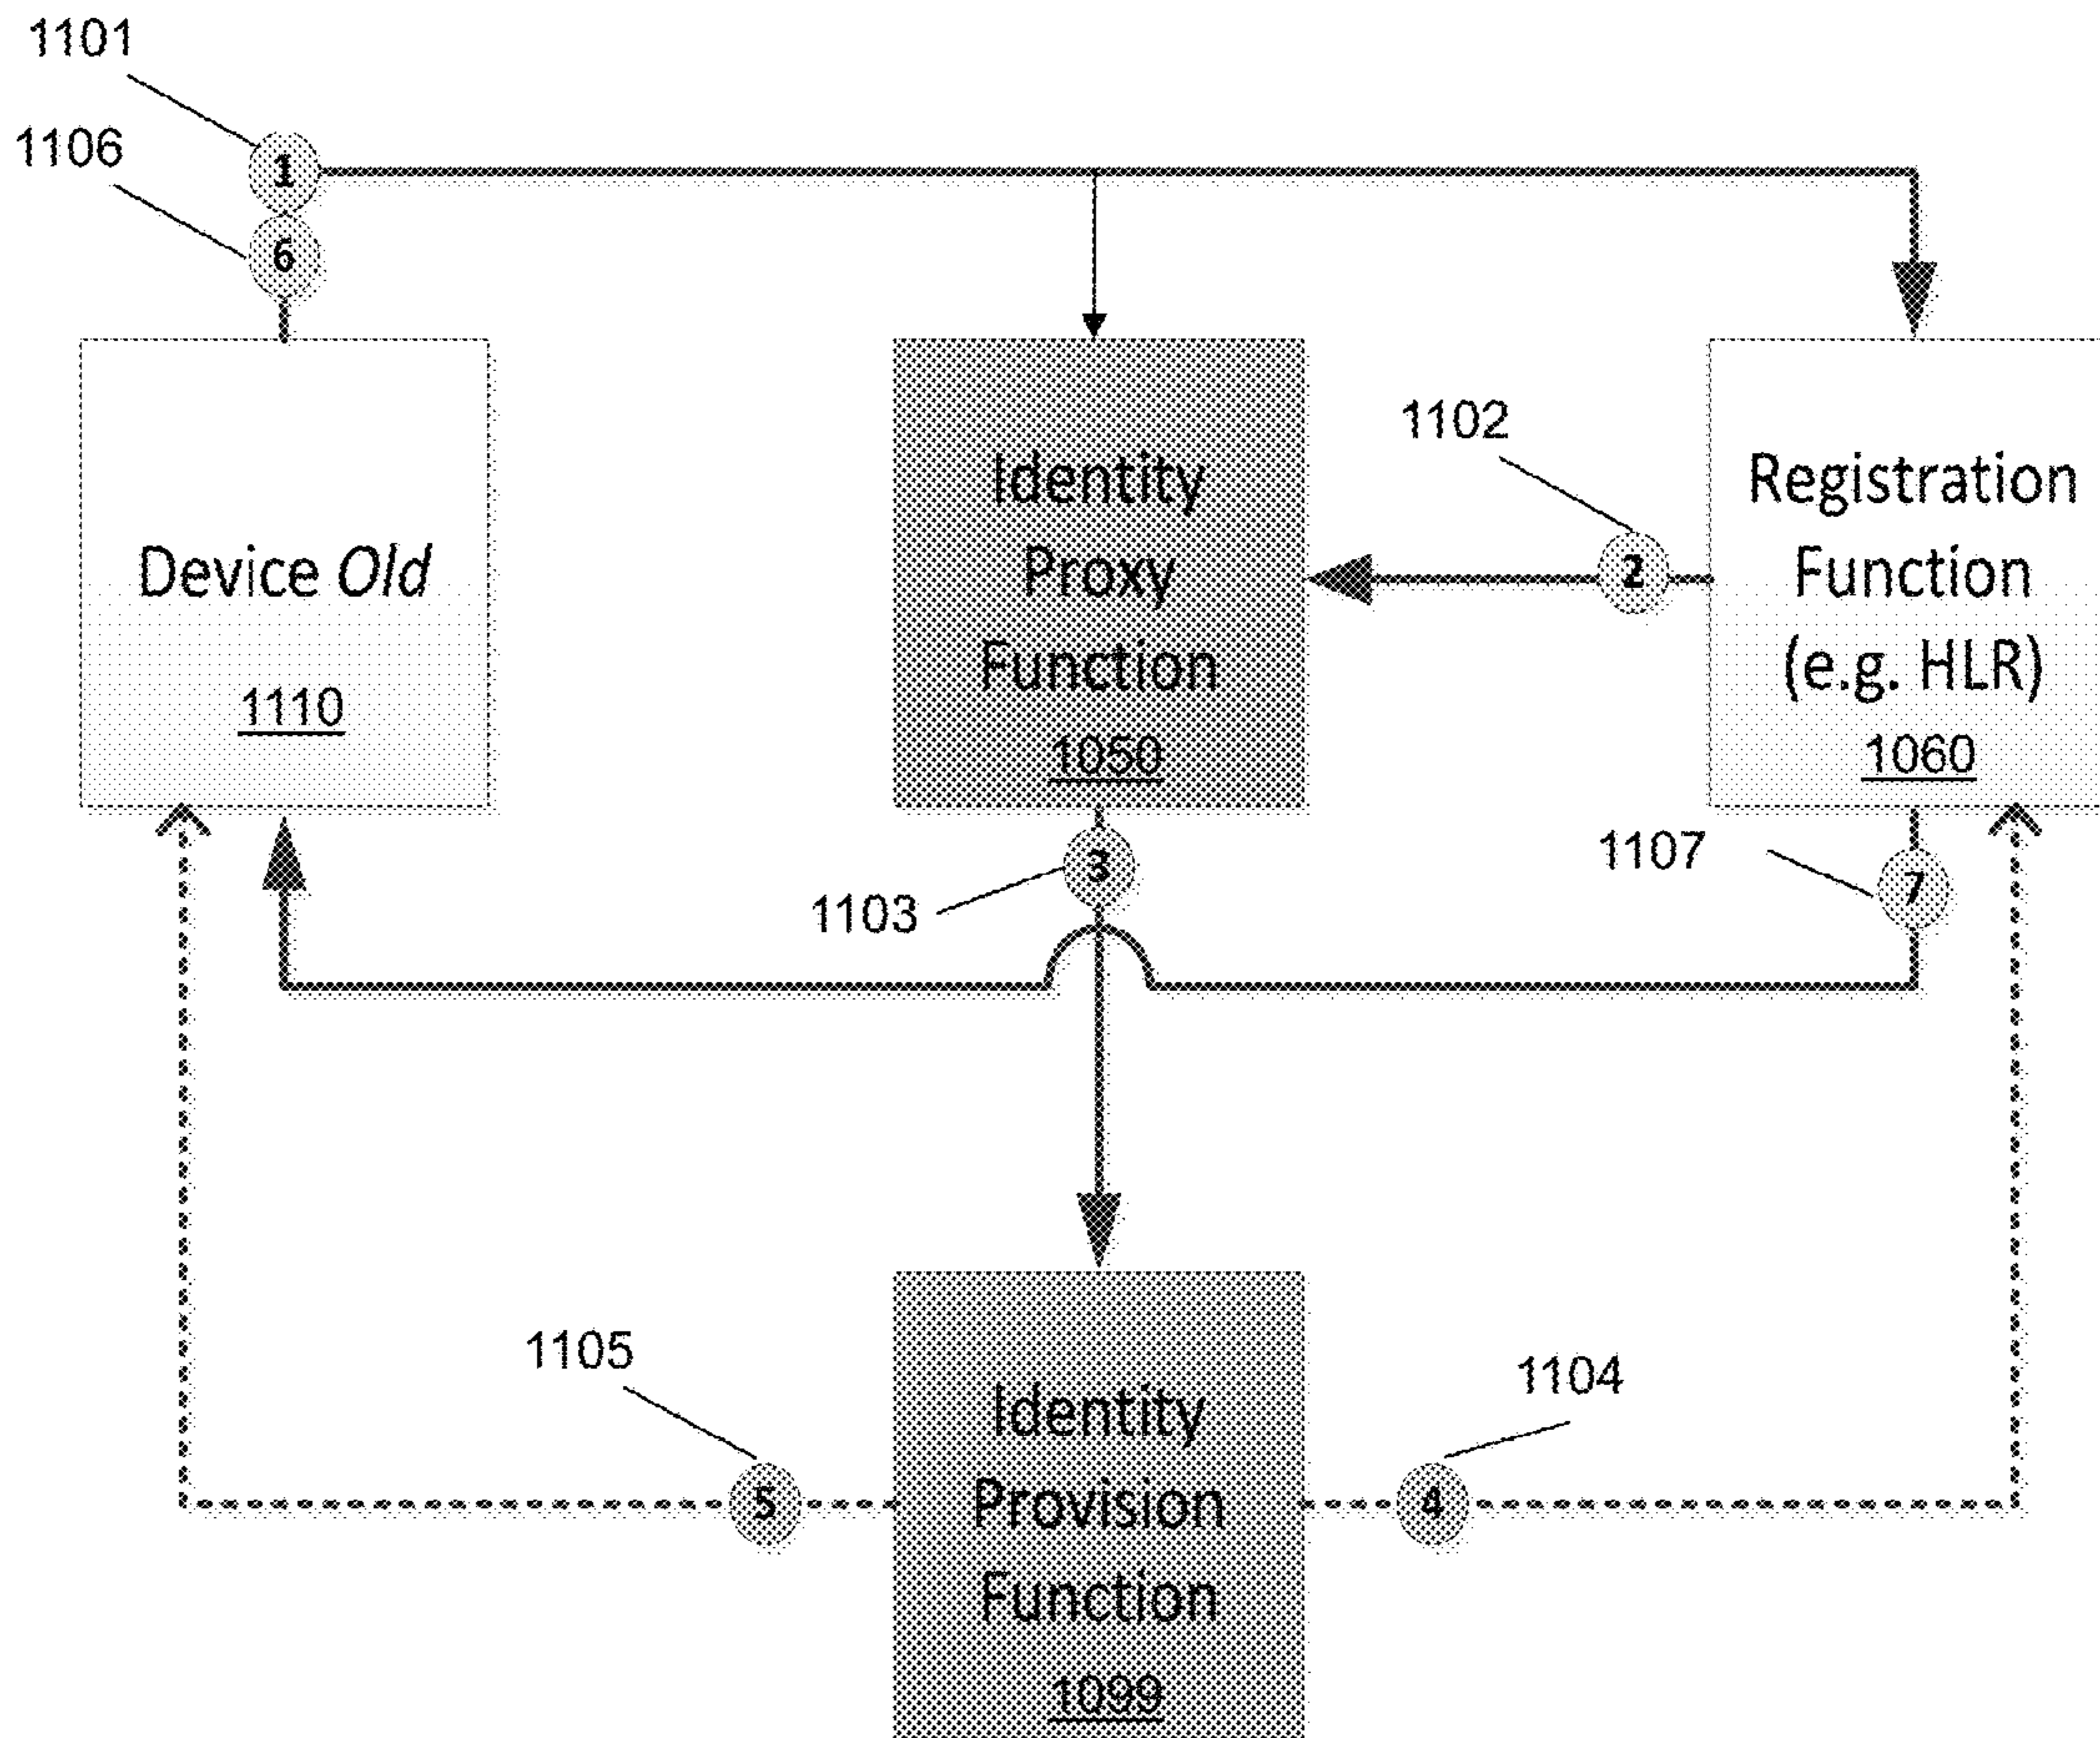 1101
1106
1
6
Device Old
1110
Identity
Proxy
Function
1050
1102
2
Registration
Function
(e.g. HLR)
1060
3
1103
1107
7
1105
5
Identity
Provision
Function
1099
1104
4